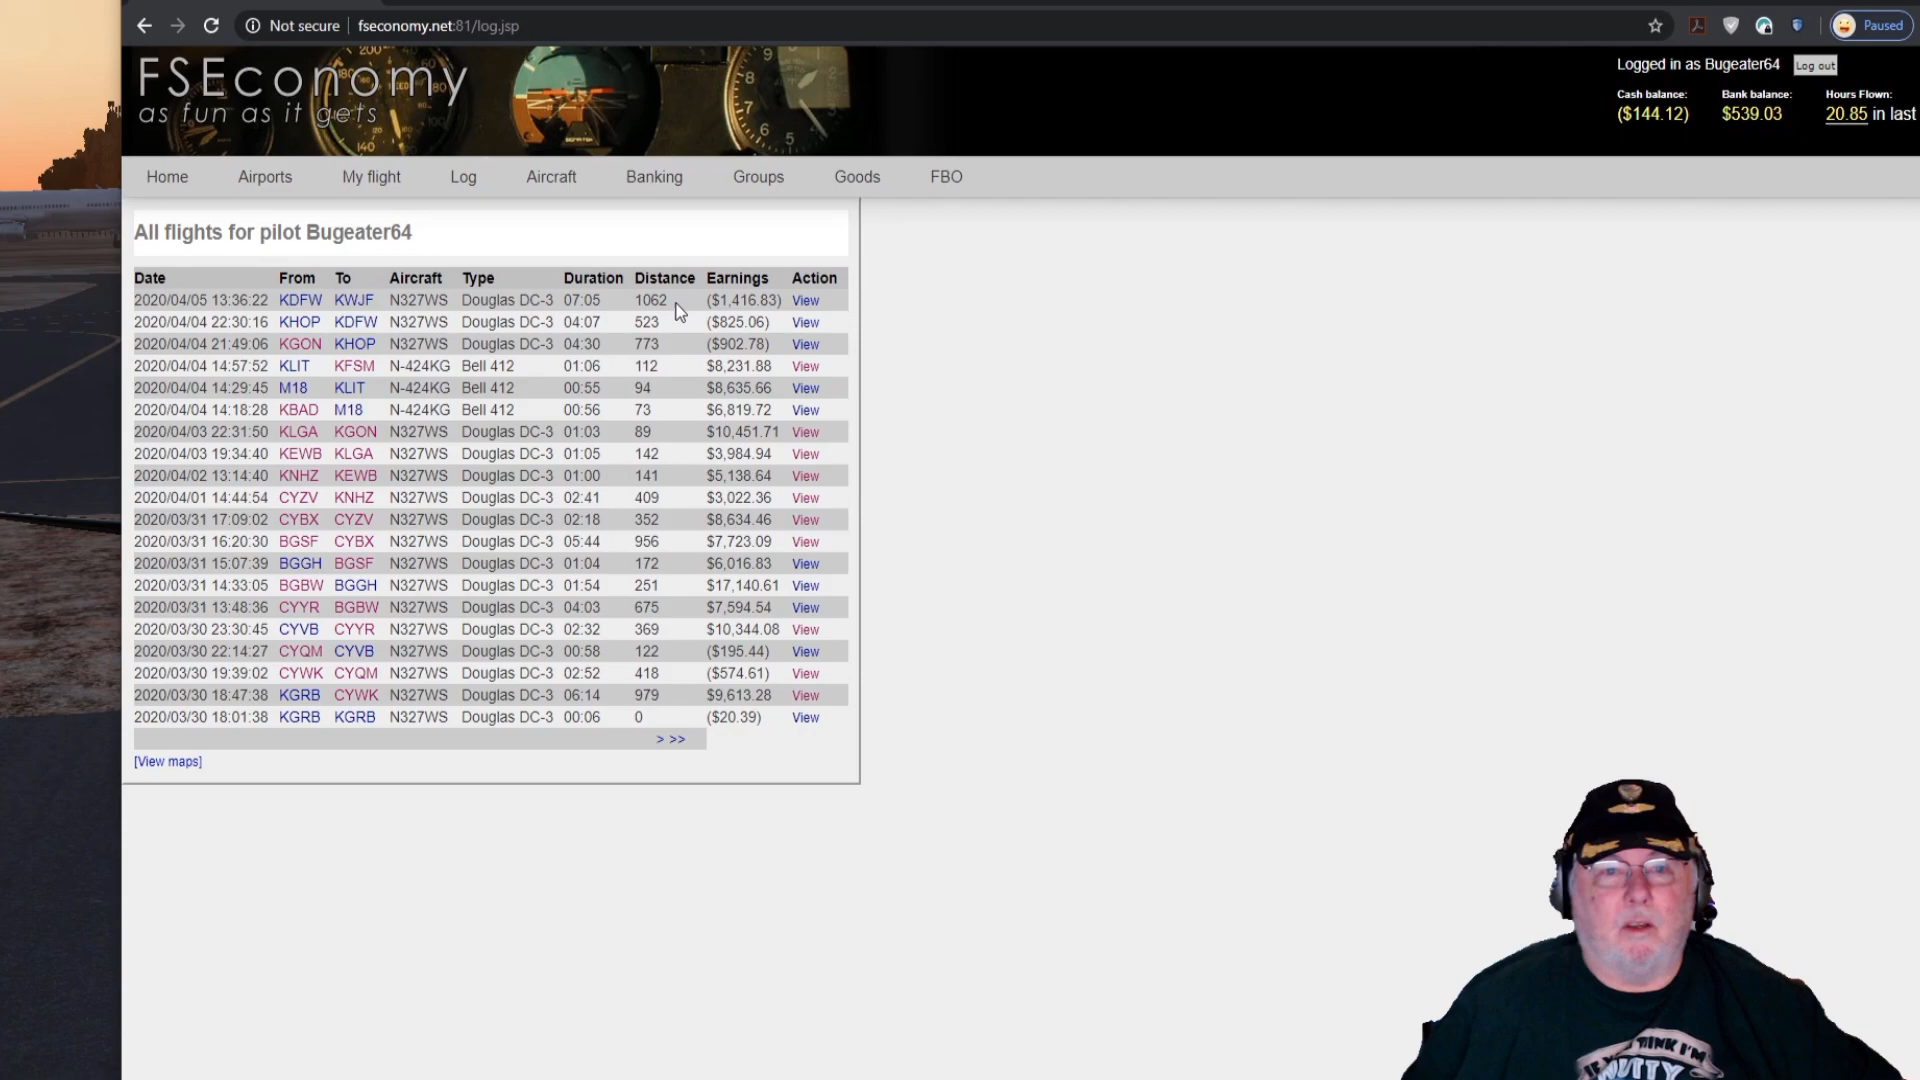 Not secure fseconomy.net:81/log.jsp Paused
FSEconomy
as fun as it gets
Logged in as Bugeater64 Log out
Cash balance: Bank balance: Hours Flown:
($144.12) $539.03 20.85 in last
Home Airports My flight Log Aircraft Banking Groups Goods FBO
All flights for pilot Bugeater64
Date From To Aircraft Type Duration Distance Earnings Action
2020/04/05 13:36:22 KDFW KWJF N327WS Douglas DC-3 07:05 1062 ($1,416.83) View
2020/04/04 22:30:16 KHOP KDFW N327WS Douglas DC-3 04:07 523 ($825.06) View
2020/04/04 21:49:06 KGON KHOP N327WS Douglas DC-3 04:30 773 ($902.78) View
2020/04/04 14:57:52 KLIT KFSM N-424KG Bell 412 01:06 112 $8,231.88 View
2020/04/04 14:29:45 M18 KLIT N-424KG Bell 412 00:55 94 $8,635.66 View
2020/04/04 14:18:28 KBAD M18 N-424KG Bell 412 00:56 73 $6,819.72 View
2020/04/03 22:31:50 KLGA KGON N327WS Douglas DC-3 01:03 89 $10,451.71 View
2020/04/03 19:34:40 KEWB KLGA N327WS Douglas DC-3 01:05 142 $3,984.94 View
2020/04/02 13:14:40 KNHZ KEWB N327WS Douglas DC-3 01:00 141 $5,138.64 View
2020/04/01 14:44:54 CYZV KNHZ N327WS Douglas DC-3 02:41 409 $3,022.36 View
2020/03/31 17:09:02 CYBX CYZV N327WS Douglas DC-3 02:18 352 $8,634.46 View
2020/03/31 16:20:30 BGSF CYBX N327WS Douglas DC-3 05:44 956 $7,723.09 View
2020/03/31 15:07:39 BGGH BGSF N327WS Douglas DC-3 01:04 172 $6,016.83 View
2020/03/31 14:33:05 BGBW BGGH N327WS Douglas DC-3 01:54 251 $17,140.61 View
2020/03/31 13:48:36 CYYR BGBW N327WS Douglas DC-3 04:03 675 $7,594.54 View
2020/03/30 23:30:45 CYVB CYYR N327WS Douglas DC-3 02:32 369 $10,344.08 View
2020/03/30 22:14:27 CYQM CYVB N327WS Douglas DC-3 00:58 122 ($195.44) View
2020/03/30 19:39:02 CYWK CYQM N327WS Douglas DC-3 02:52 418 ($574.61) View
2020/03/30 18:47:38 KGRB CYWK N327WS Douglas DC-3 06:14 979 $9,613.28 View
2020/03/30 18:01:38 KGRB KGRB N327WS Douglas DC-3 00:06 0 ($20.39) View
> >>
[View maps]
THINK I'M
NUTTY